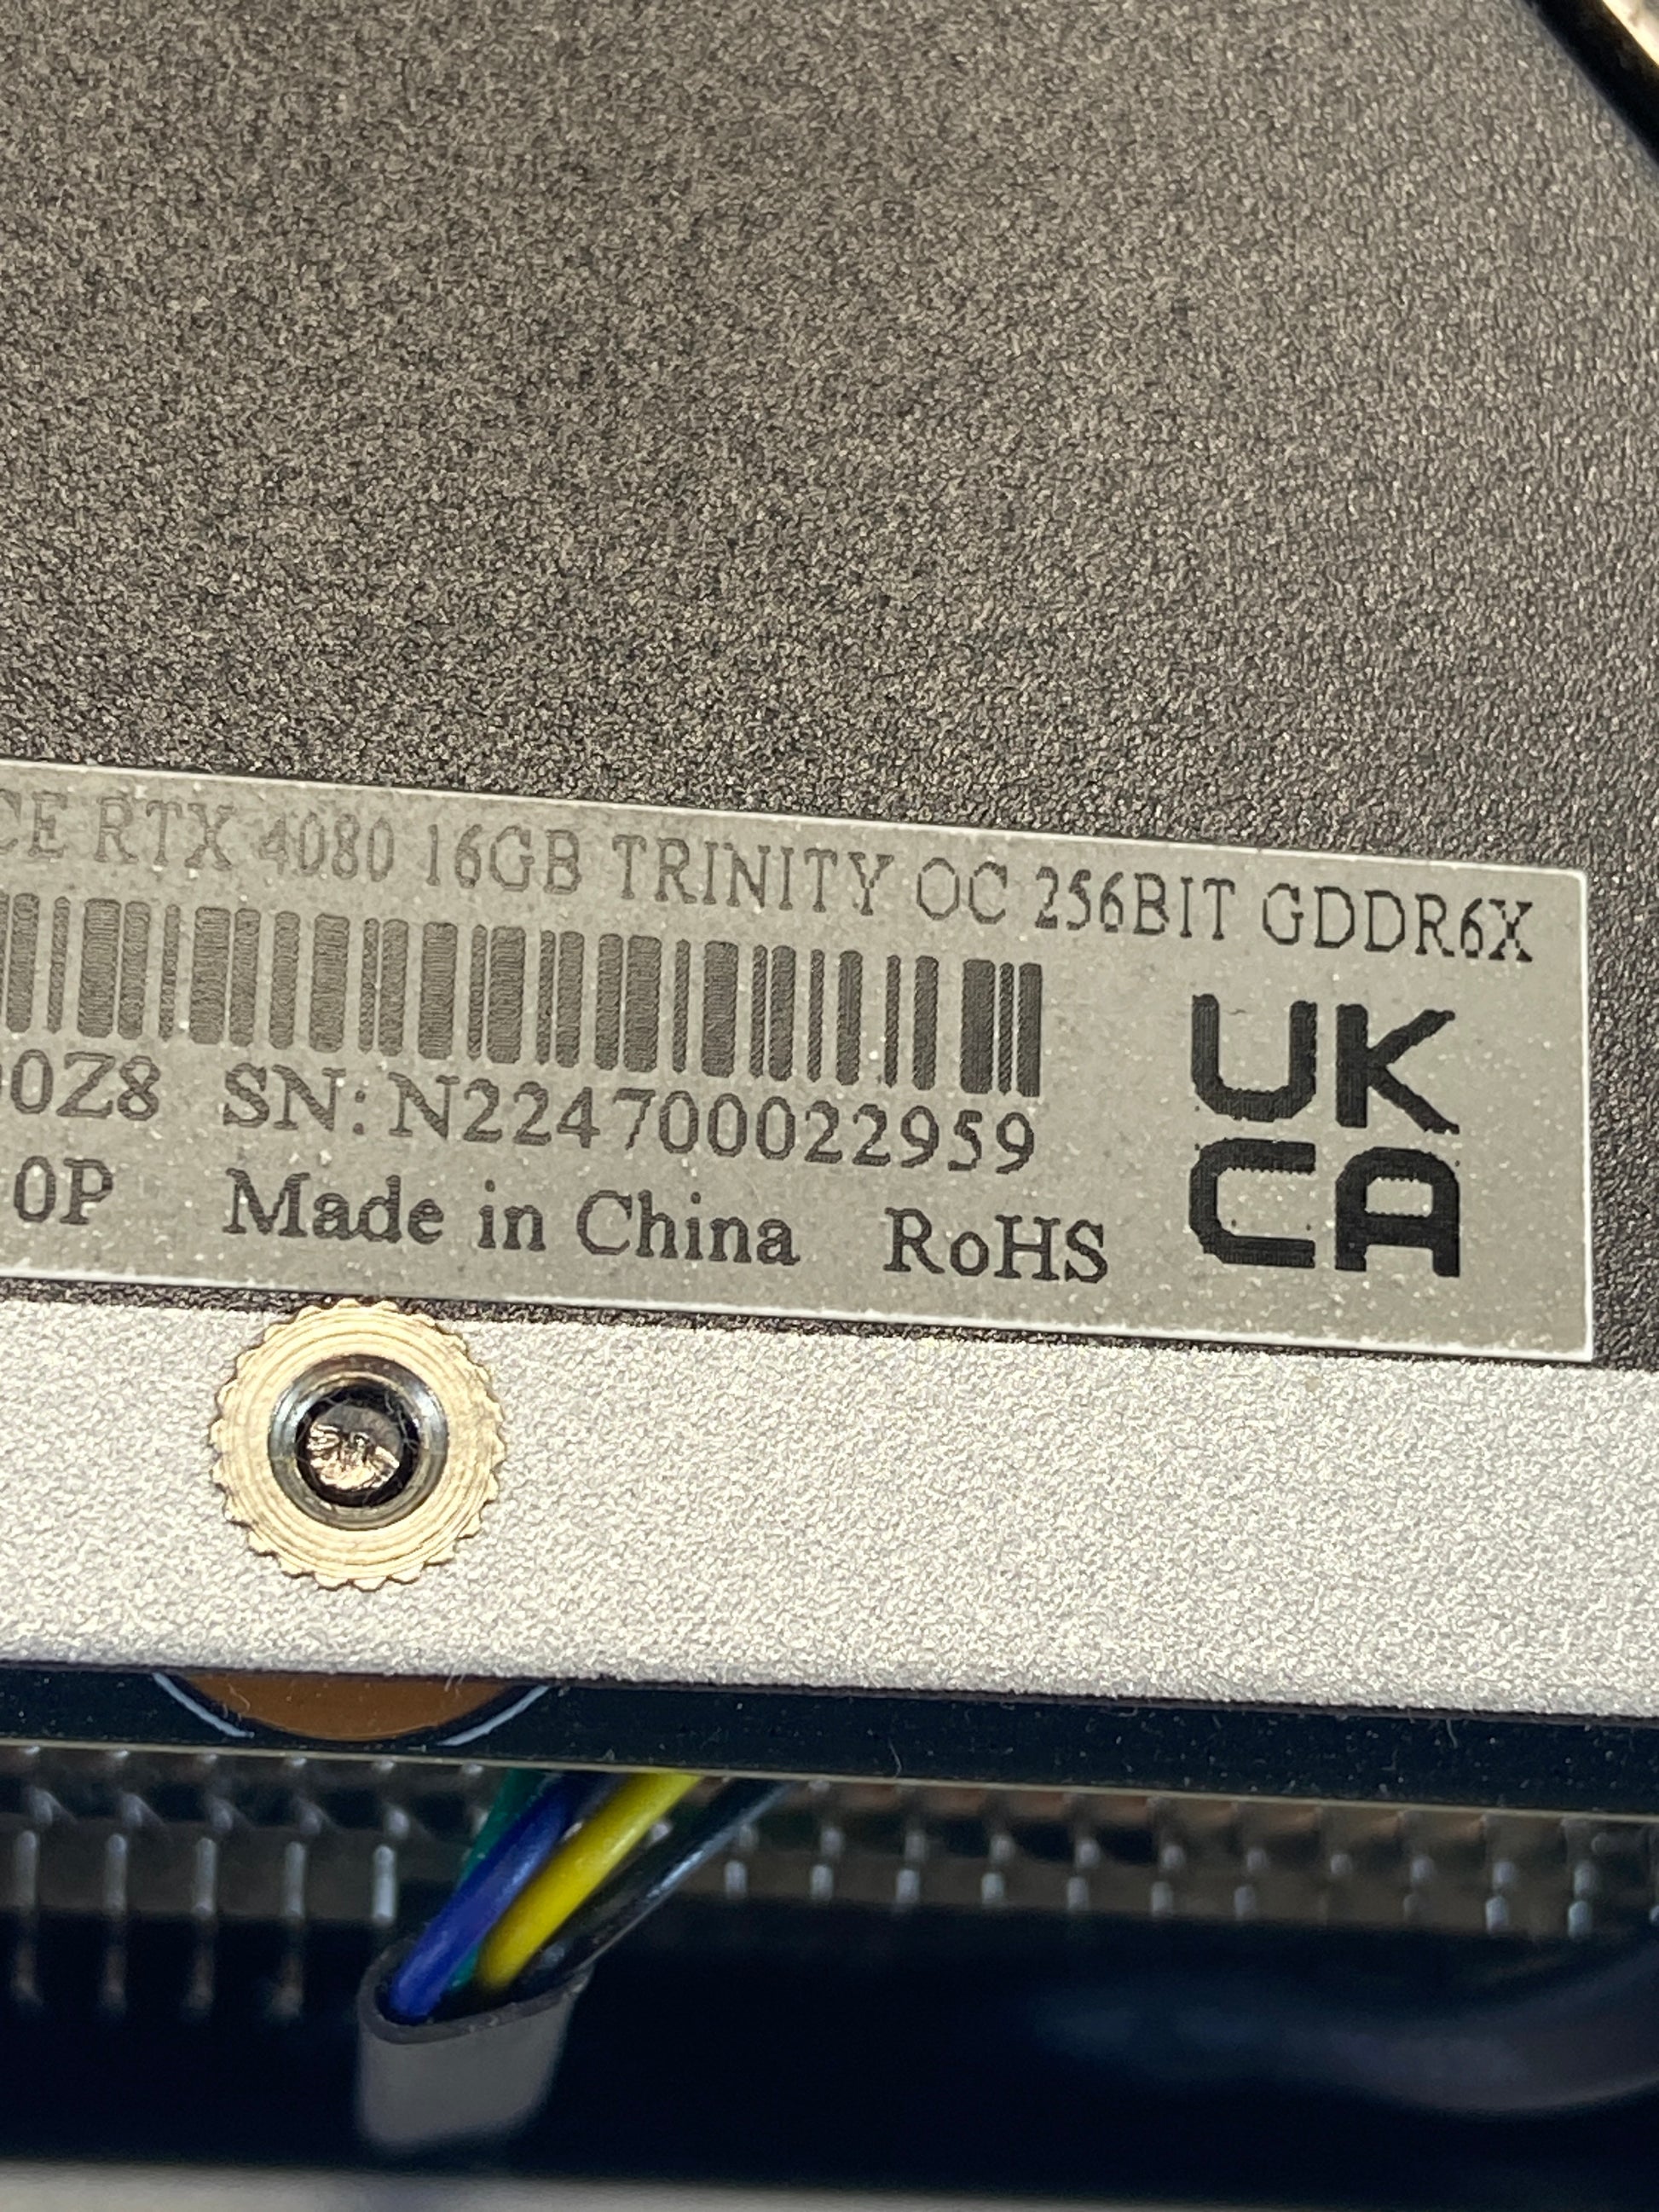 CE RTX 4080 16GB TRINITY OC 256BIT GDDR6X
0Z8 SN: N224700022959
0P Made in China RoHS
UK
CA